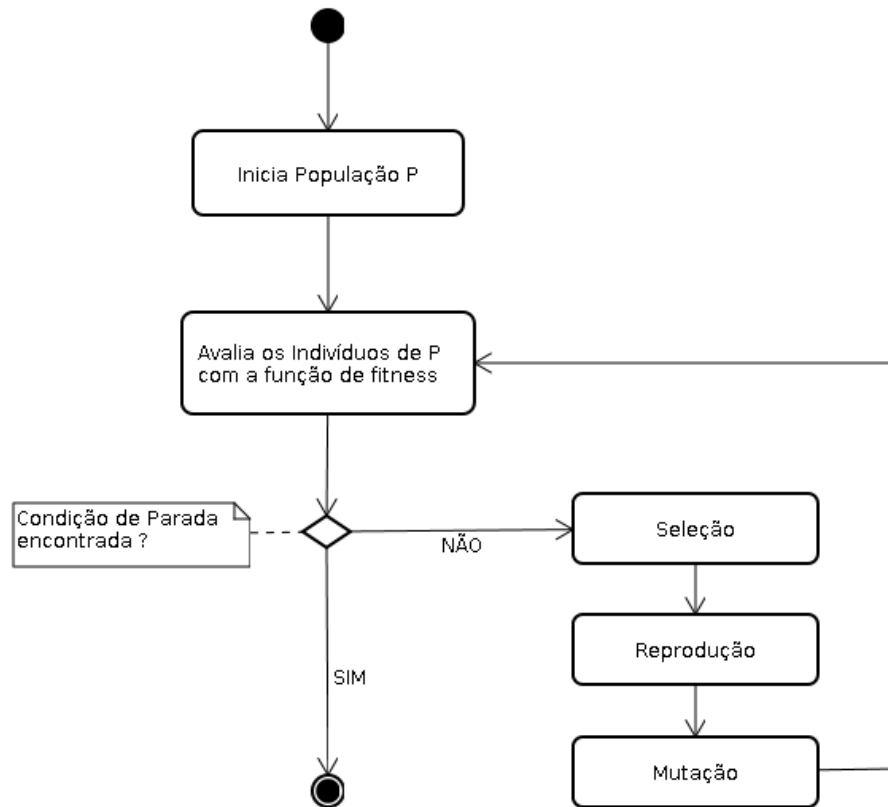 Inicia População P
Avalia os Indivíduos de P
com a função de fitness
Condição de Parada
encontrada ?
NÃO
Seleção
Reprodução
SIM
Mutação